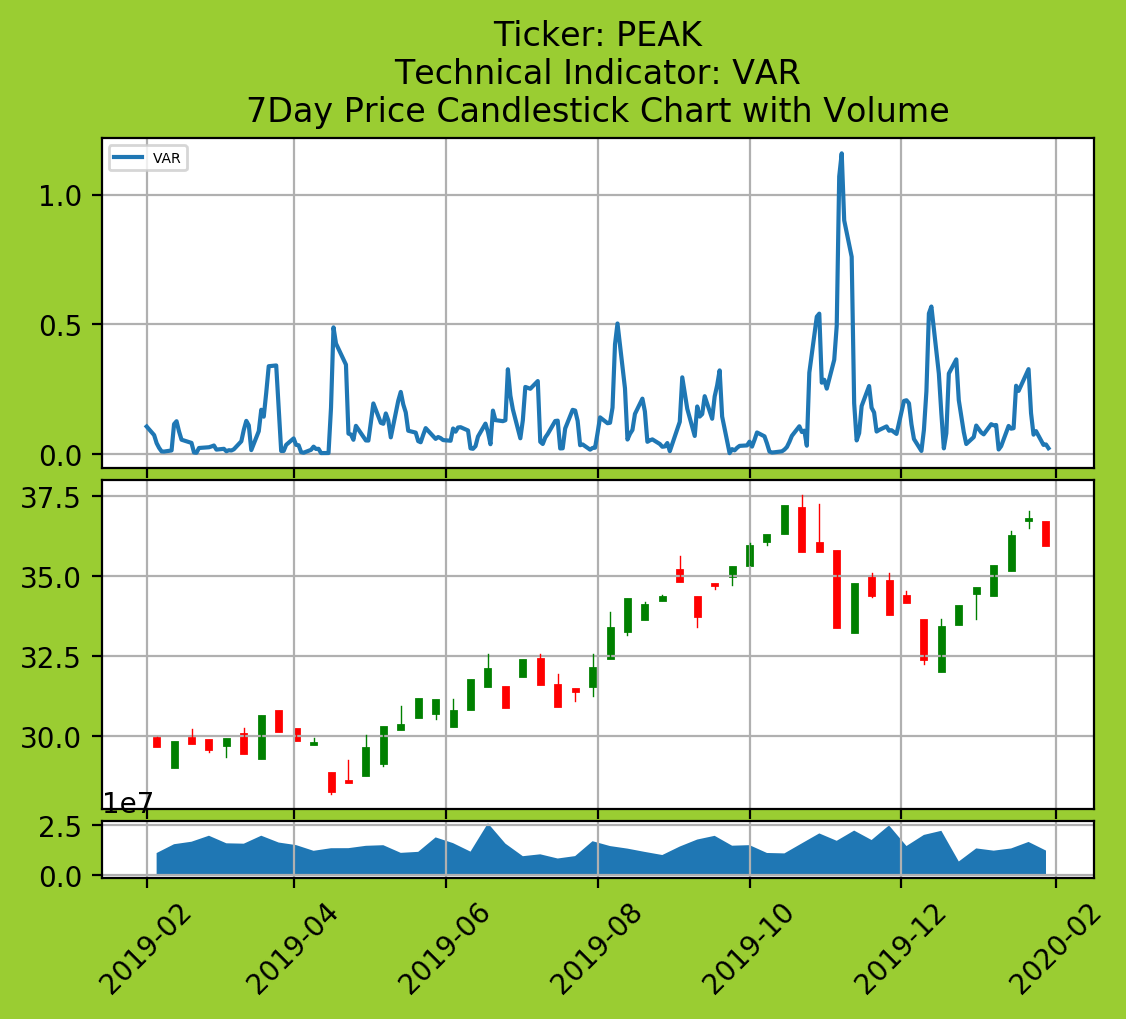 Ticker: PEAK
Technical Indicator: VAR
7Day Price Candlestick Chart with Volume
VAR
1.0
0.5
0.0
37.5
35.0
32.5
30.0
1e7
2.5
0.0
2019-02 2019-04 2019-06 2019-08 2019-10 2019-12 2020-02